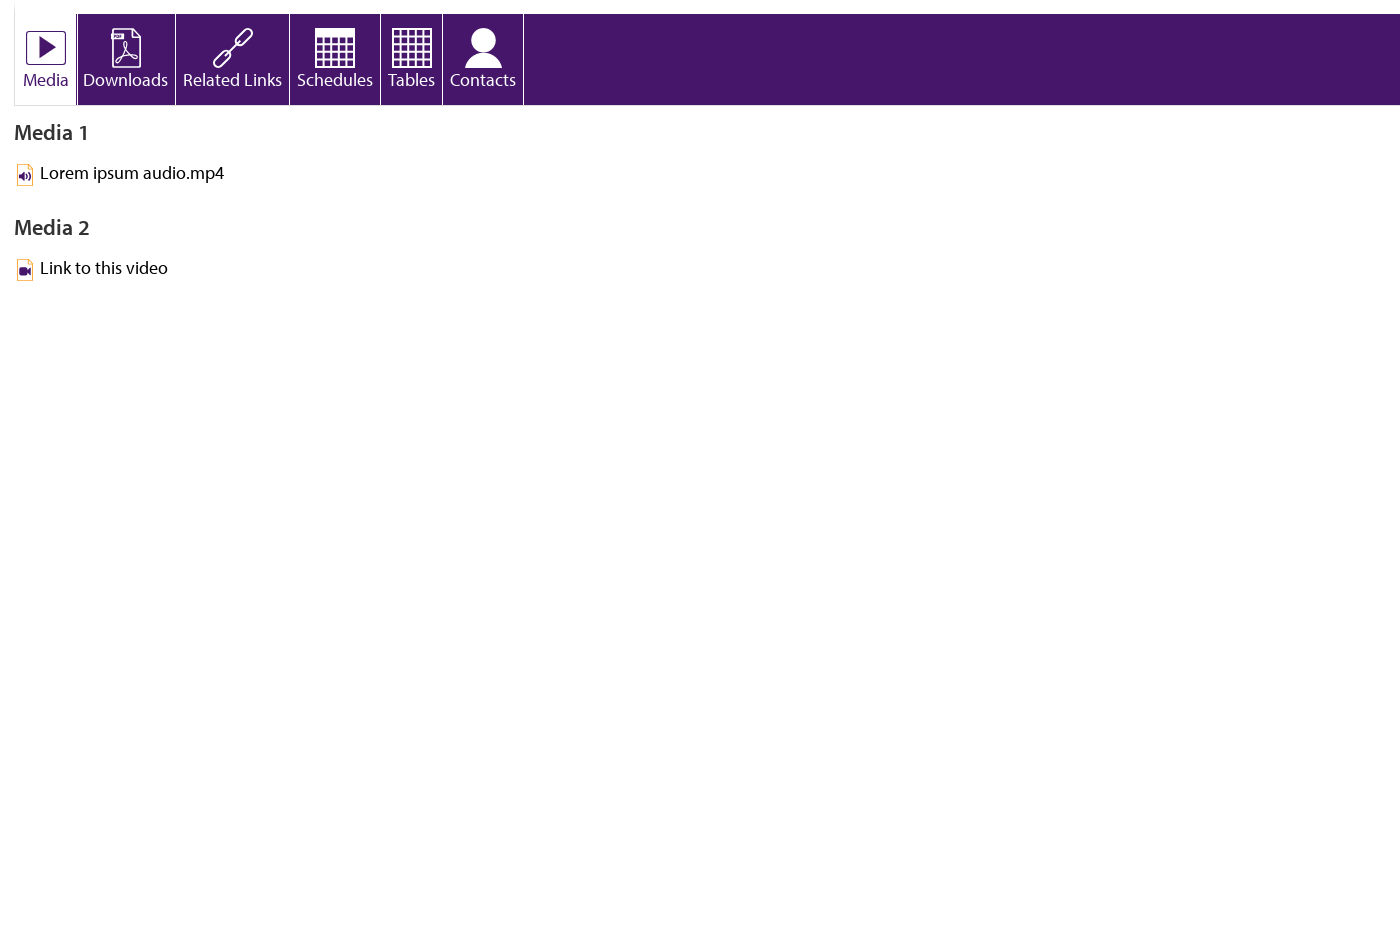 Media
Downloads
Related Links
Schedules
Tables
Contacts
Media 1
Lorem ipsum audio.mp4
Media 2
Link to this video